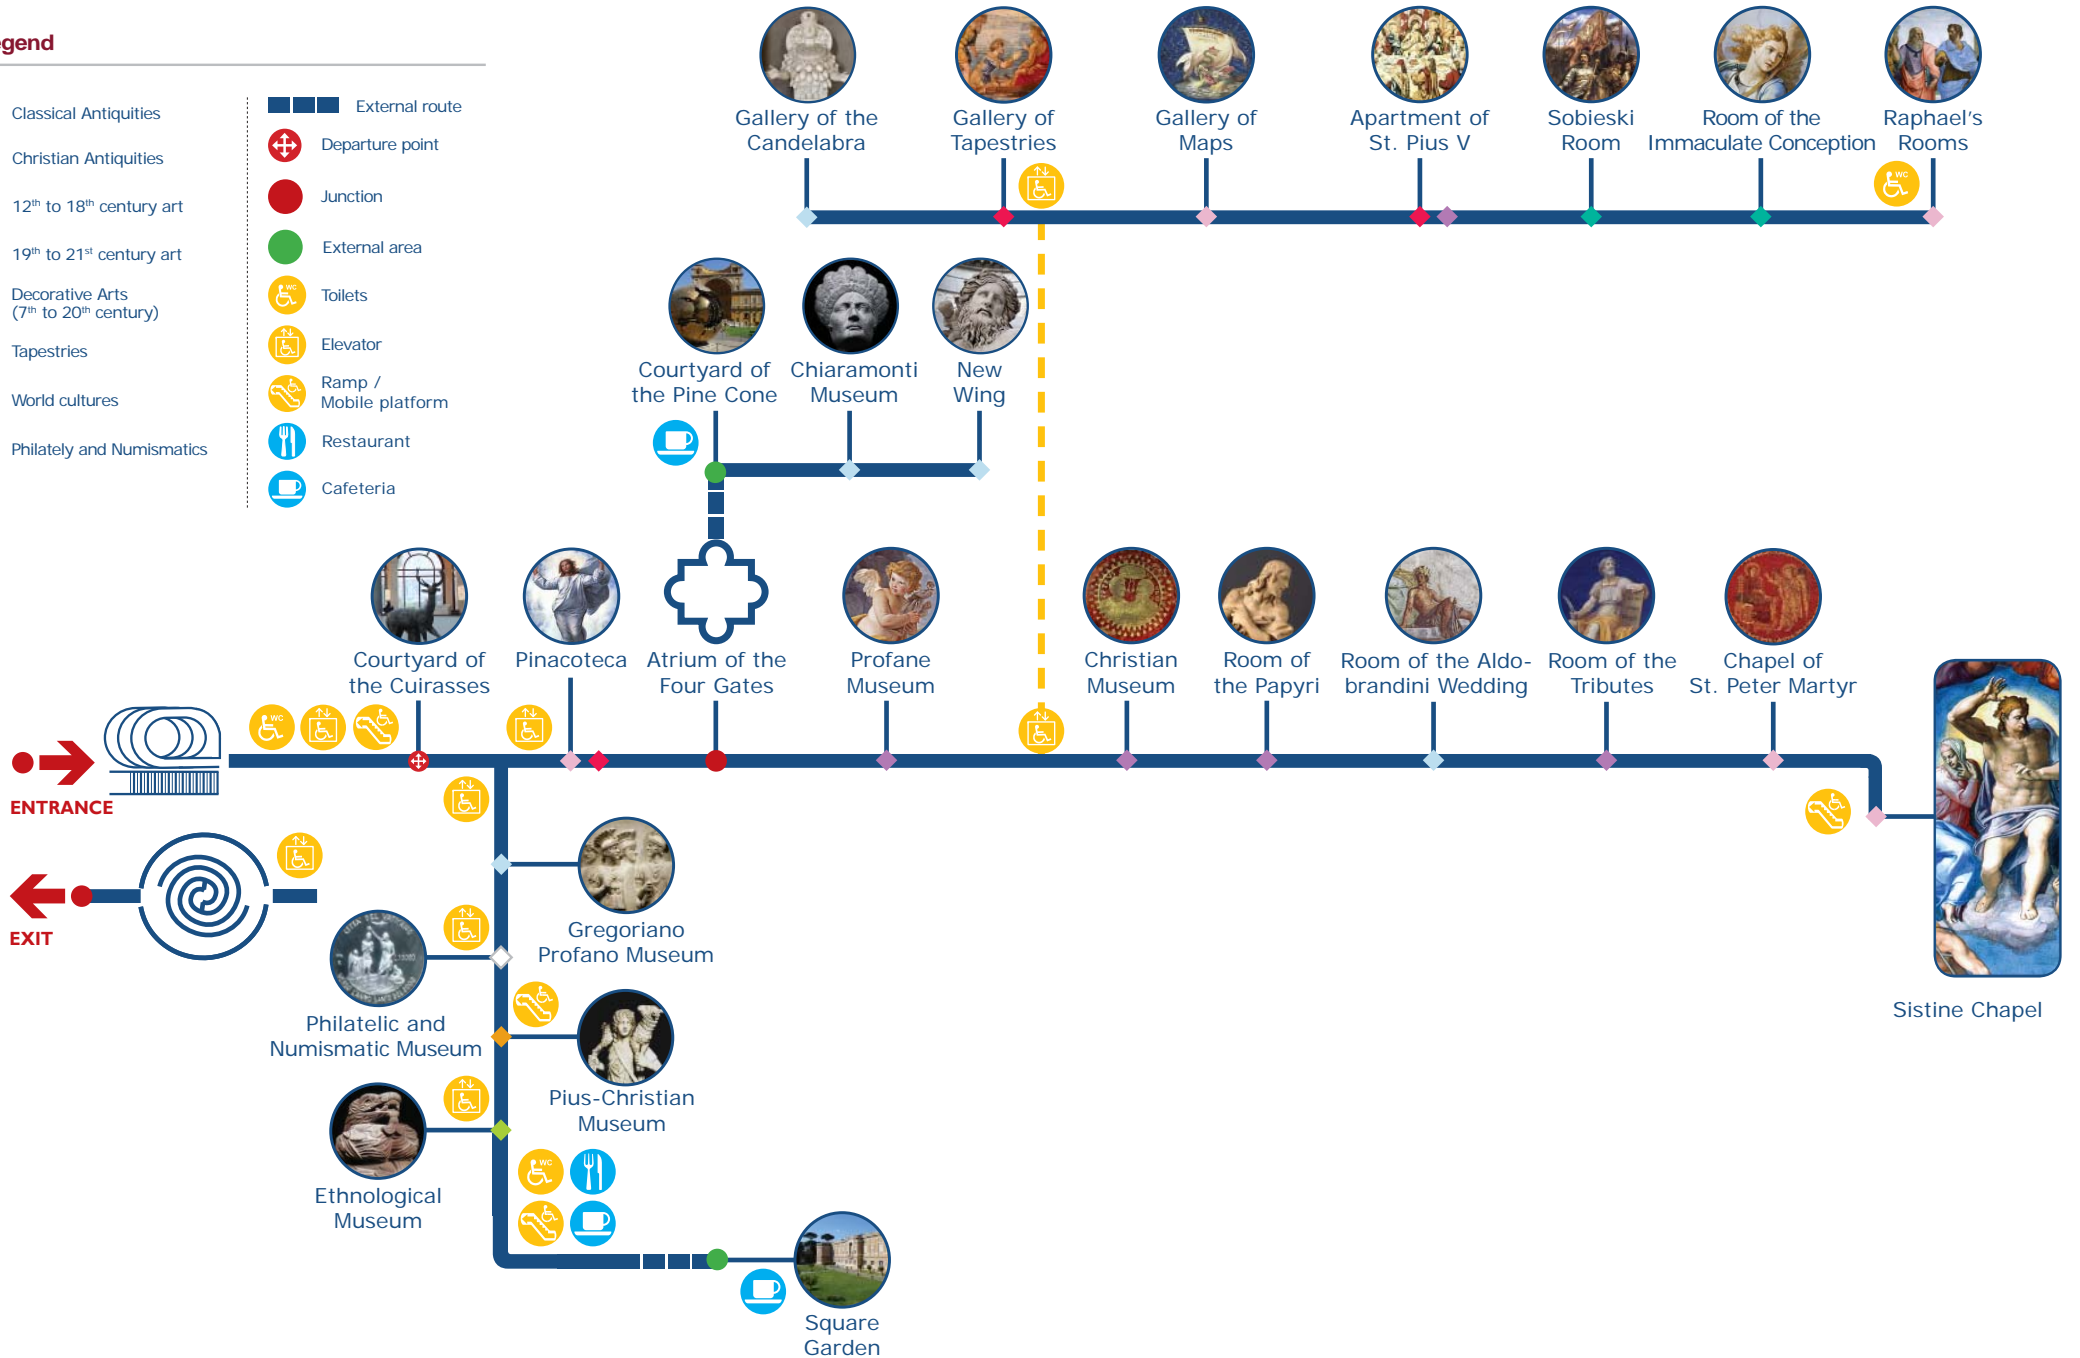 egend
Classical Antiquities
Christian Antiquities
12th to 18th century art
19th to 21st century art
Decorative Arts
(7th to 20th century)
Tapestries
World cultures
Philately and Numismatics
External route
Departure point
Junction
External area
WC
Toilets
Elevator
Ramp /
Mobile platform
Restaurant
Cafeteria
Gallery of the
Candelabra
Gallery of
Tapestries
Gallery of
Maps
Apartment of
St. Pius V
Sobieski
Room
Room of the
Immaculate Conception
Raphael's
Rooms
WC
Courtyard of
the Pine Cone
Chiaramonti
Museum
New
Wing
Courtyard of
the Cuirasses
Pinacoteca
Atrium of the
Four Gates
Profane
Museum
Christian
Museum
Room of
the Papyri
Room of the Aldo-
brandini Wedding
Room of the
Tributes
Chapel of
St. Peter Martyr
WC
ENTRANCE
EXIT
Gregoriano
Profano Museum
Philatelic and
Numismatic Museum
Pius-Christian
Museum
Ethnological
Museum
WC
Square
Garden
Sistine Chapel